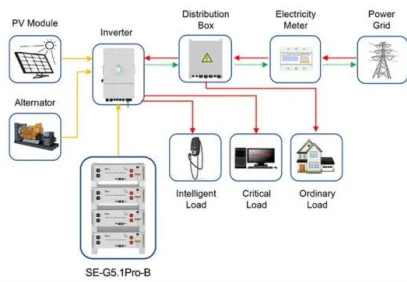 PV Module
Inverter
Distribution
Box
Electricity
Meter
Power
Grid
Alternator
Intelligent
Load
Critical
Load
Ordinary
Load
SE-G5.1Pro-B